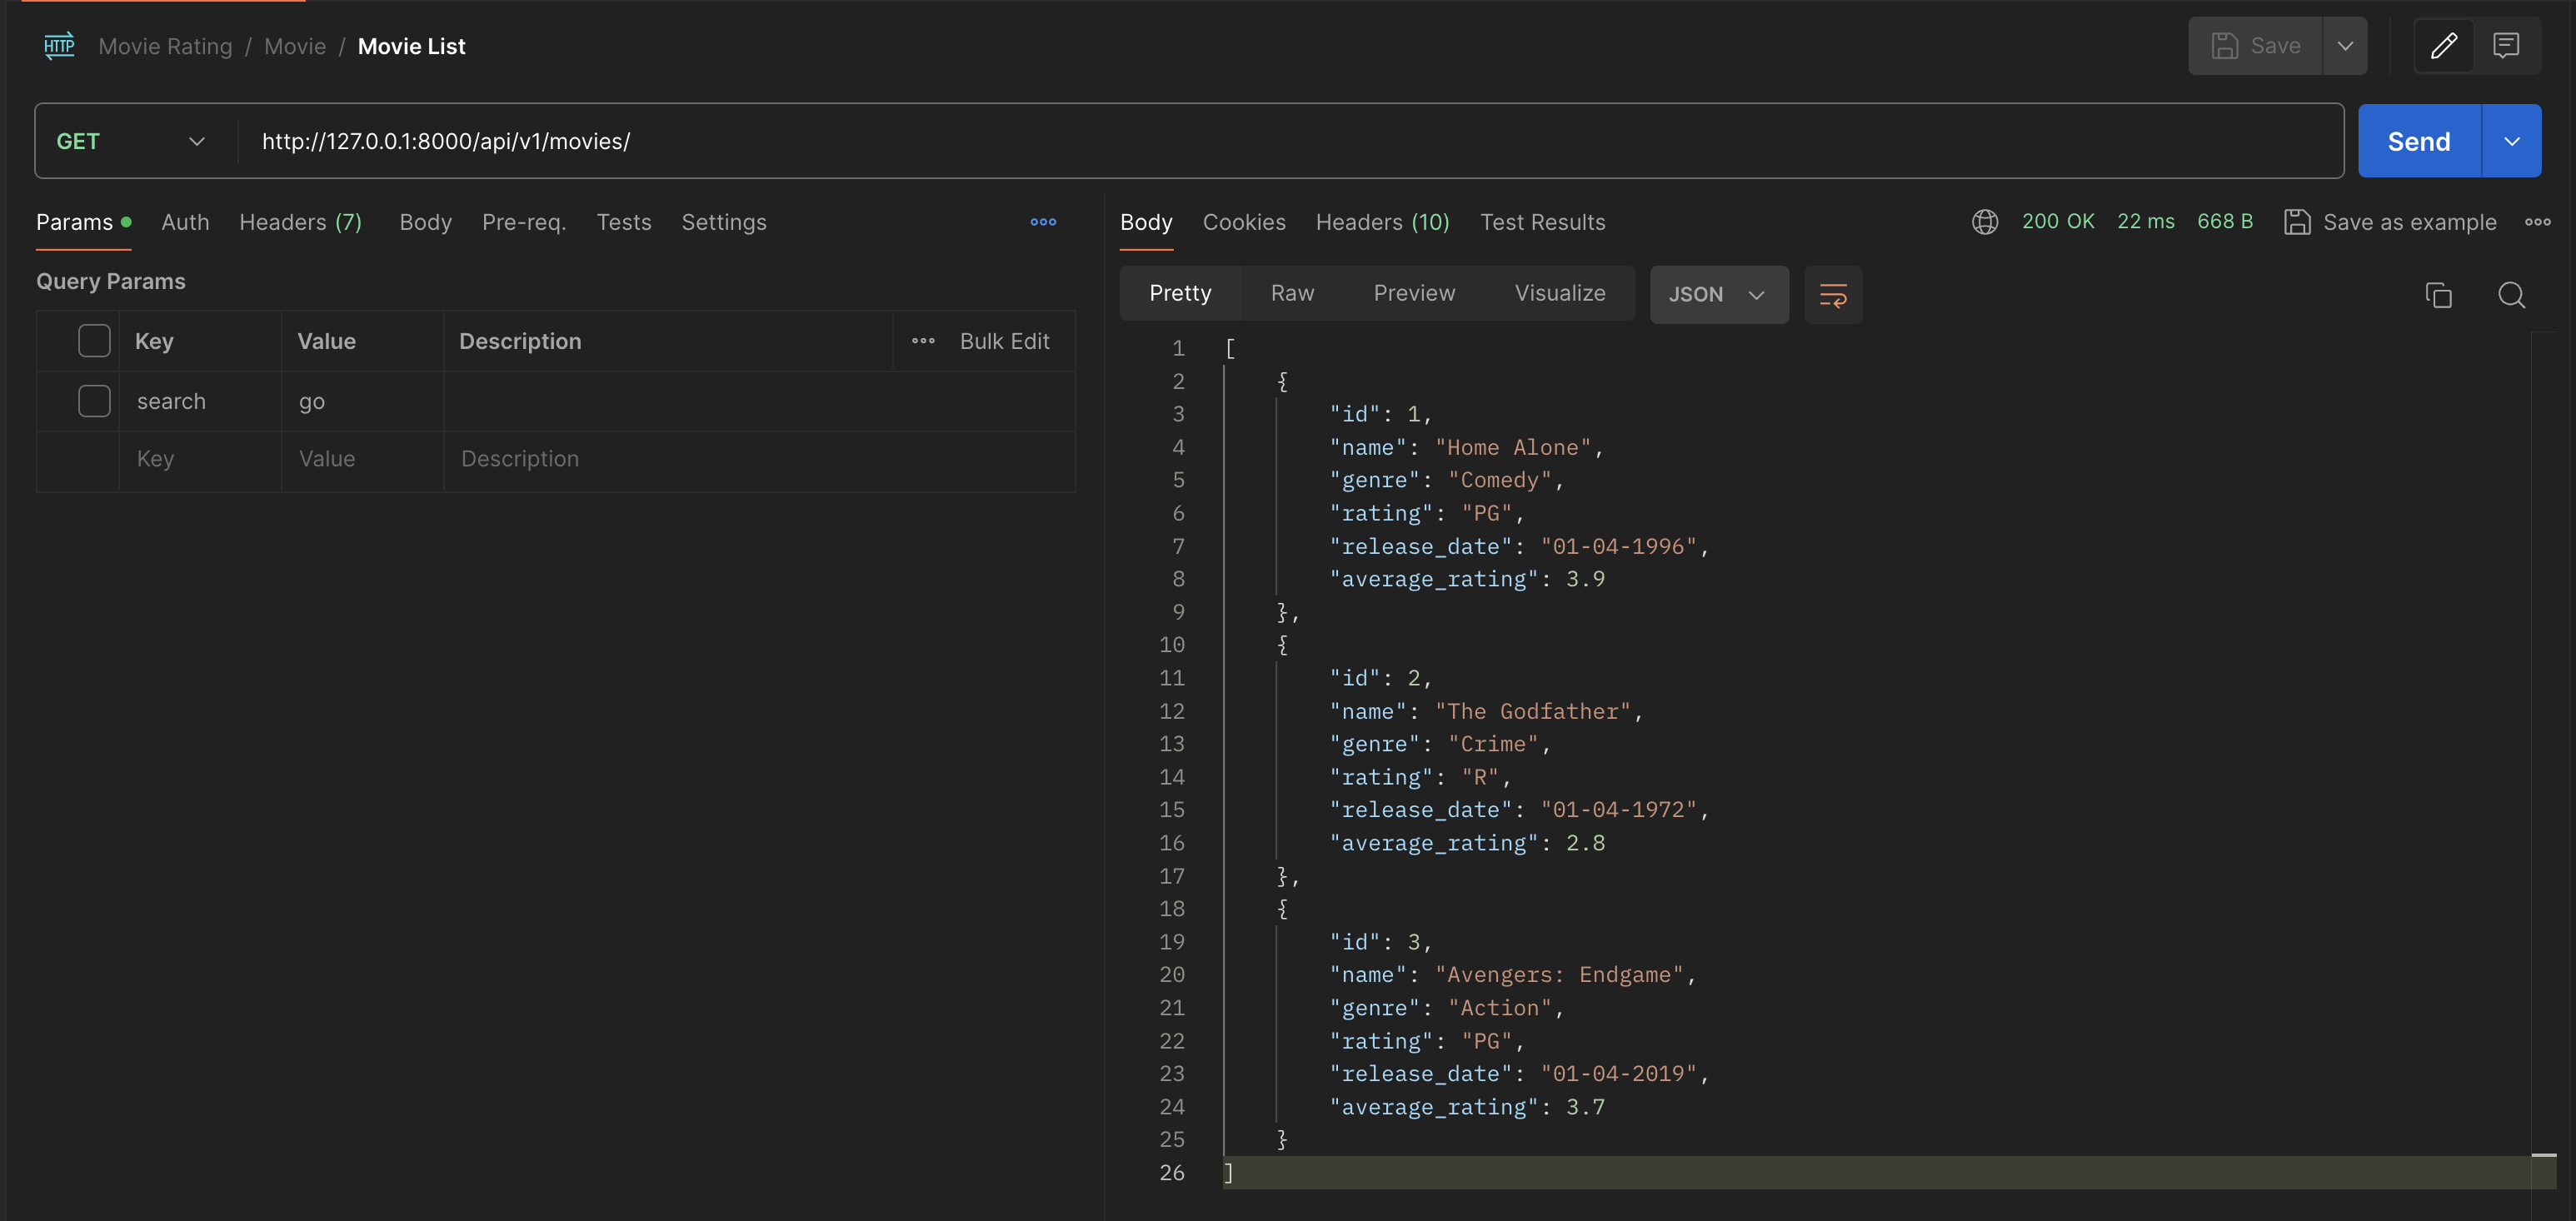 HTTP Movie Rating / Movie / Movie List
Save
GET http://127.0.0.1:8000/api/v1/movies/
Send
Params Auth Headers (7) Body Pre-req. Tests Settings
Query Params
Key Value Description Bulk Edit
search go
Key Value Description
Body Cookies Headers (10) Test Results
200 OK 22 ms 668 B Save as example
Pretty Raw Preview Visualize JSON
1 [
2 {
3 "id": 1,
4 "name": "Home Alone",
5 "genre": "Comedy",
6 "rating": "PG",
7 "release_date": "01-04-1996",
8 "average_rating": 3.9
9 },
10 {
11 "id": 2,
12 "name": "The Godfather",
13 "genre": "Crime",
14 "rating": "R",
15 "release_date": "01-04-1972",
16 "average_rating": 2.8
17 },
18 {
19 "id": 3,
20 "name": "Avengers: Endgame",
21 "genre": "Action",
22 "rating": "PG",
23 "release_date": "01-04-2019",
24 "average_rating": 3.7
25 }
26 ]